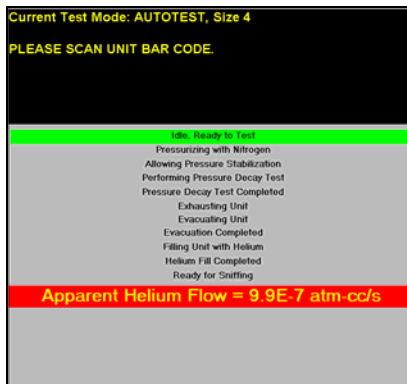 Current Test Mode: AUTOTEST, Size 4
PLEASE SCAN UNIT BAR CODE.
Idle, Ready to Test
Pressurizing with Nitrogen
Allowing Pressure Stabilization
Performing Pressure Decay Test
Pressure Decay Test Completed
Exhausting Unit
Evacuating Unit
Evacuation Completed
Filling Unit with Helium
Helium Fill Completed
Ready for Sniffing
Apparent Helium Flow = 9.9E-7 atm-cc/s